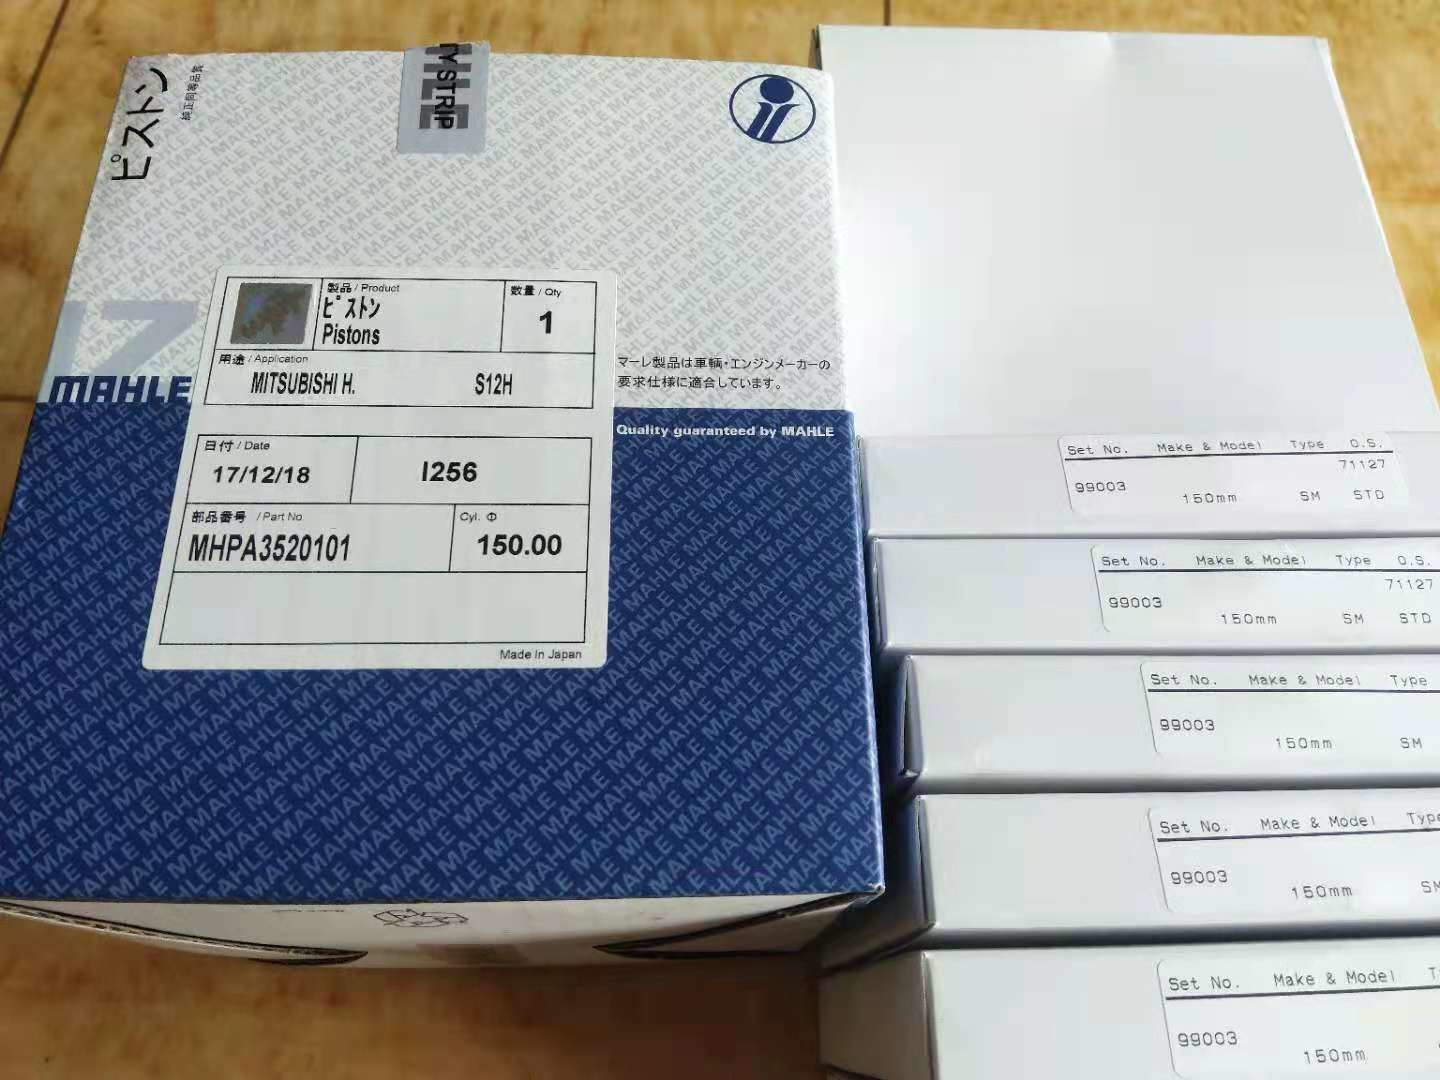 ピストン
純正同等品質
TY STRIP
製品 / Product
ピストン
Pistons
数量 / Qty
1
用途 / Application
MITSUBISHI H. S12H
日付 / Date
17/12/18
I256
部品番号 / Part No
MHPA3520101
Cyl. Φ
150.00
Made In Japan
MAHLE
マーレ製品は車輌・エンジンメーカーの
要求仕様に適合しています。
Quality guaranteed by MAHLE
Set No. Make & Model Type O.S.
71127
99003 150mm SM STD
Set No. Make & Model Type O.S.
71127
99003 150mm SM STD
Set No. Make & Model Type
99003 150mm SM
Set No. Make & Model Type
99003 150mm SM
Set No. Make & Model T
99003 150mm